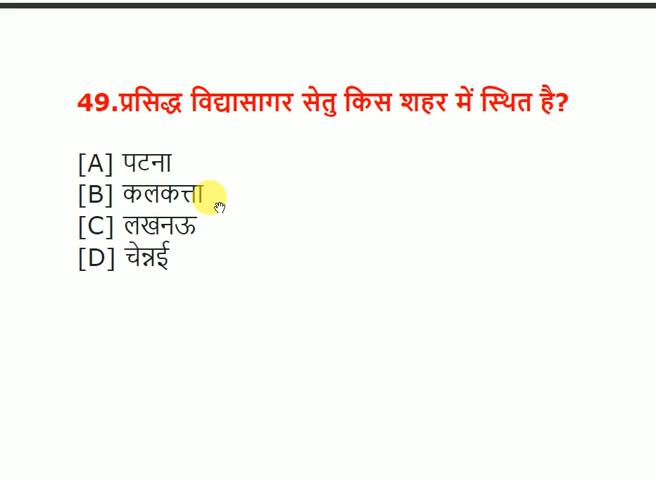 49.प्रसिद्ध विद्यासागर सेतु किस शहर में स्थित है?
[A] पटना
[B] कलकत्ता
[C] लखनऊ
[D] चेन्नई